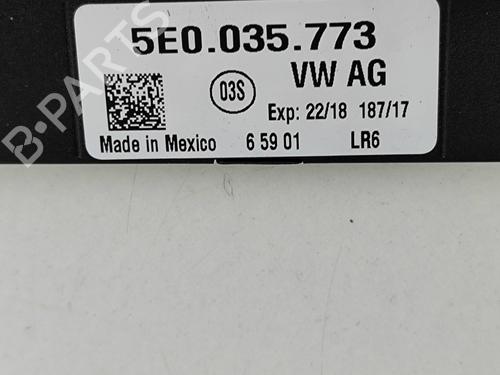 5E0.035.773
03S
VW AG
Exp: 22/18 187/17
Made in Mexico 6 59 01 LR6
B-PARTS